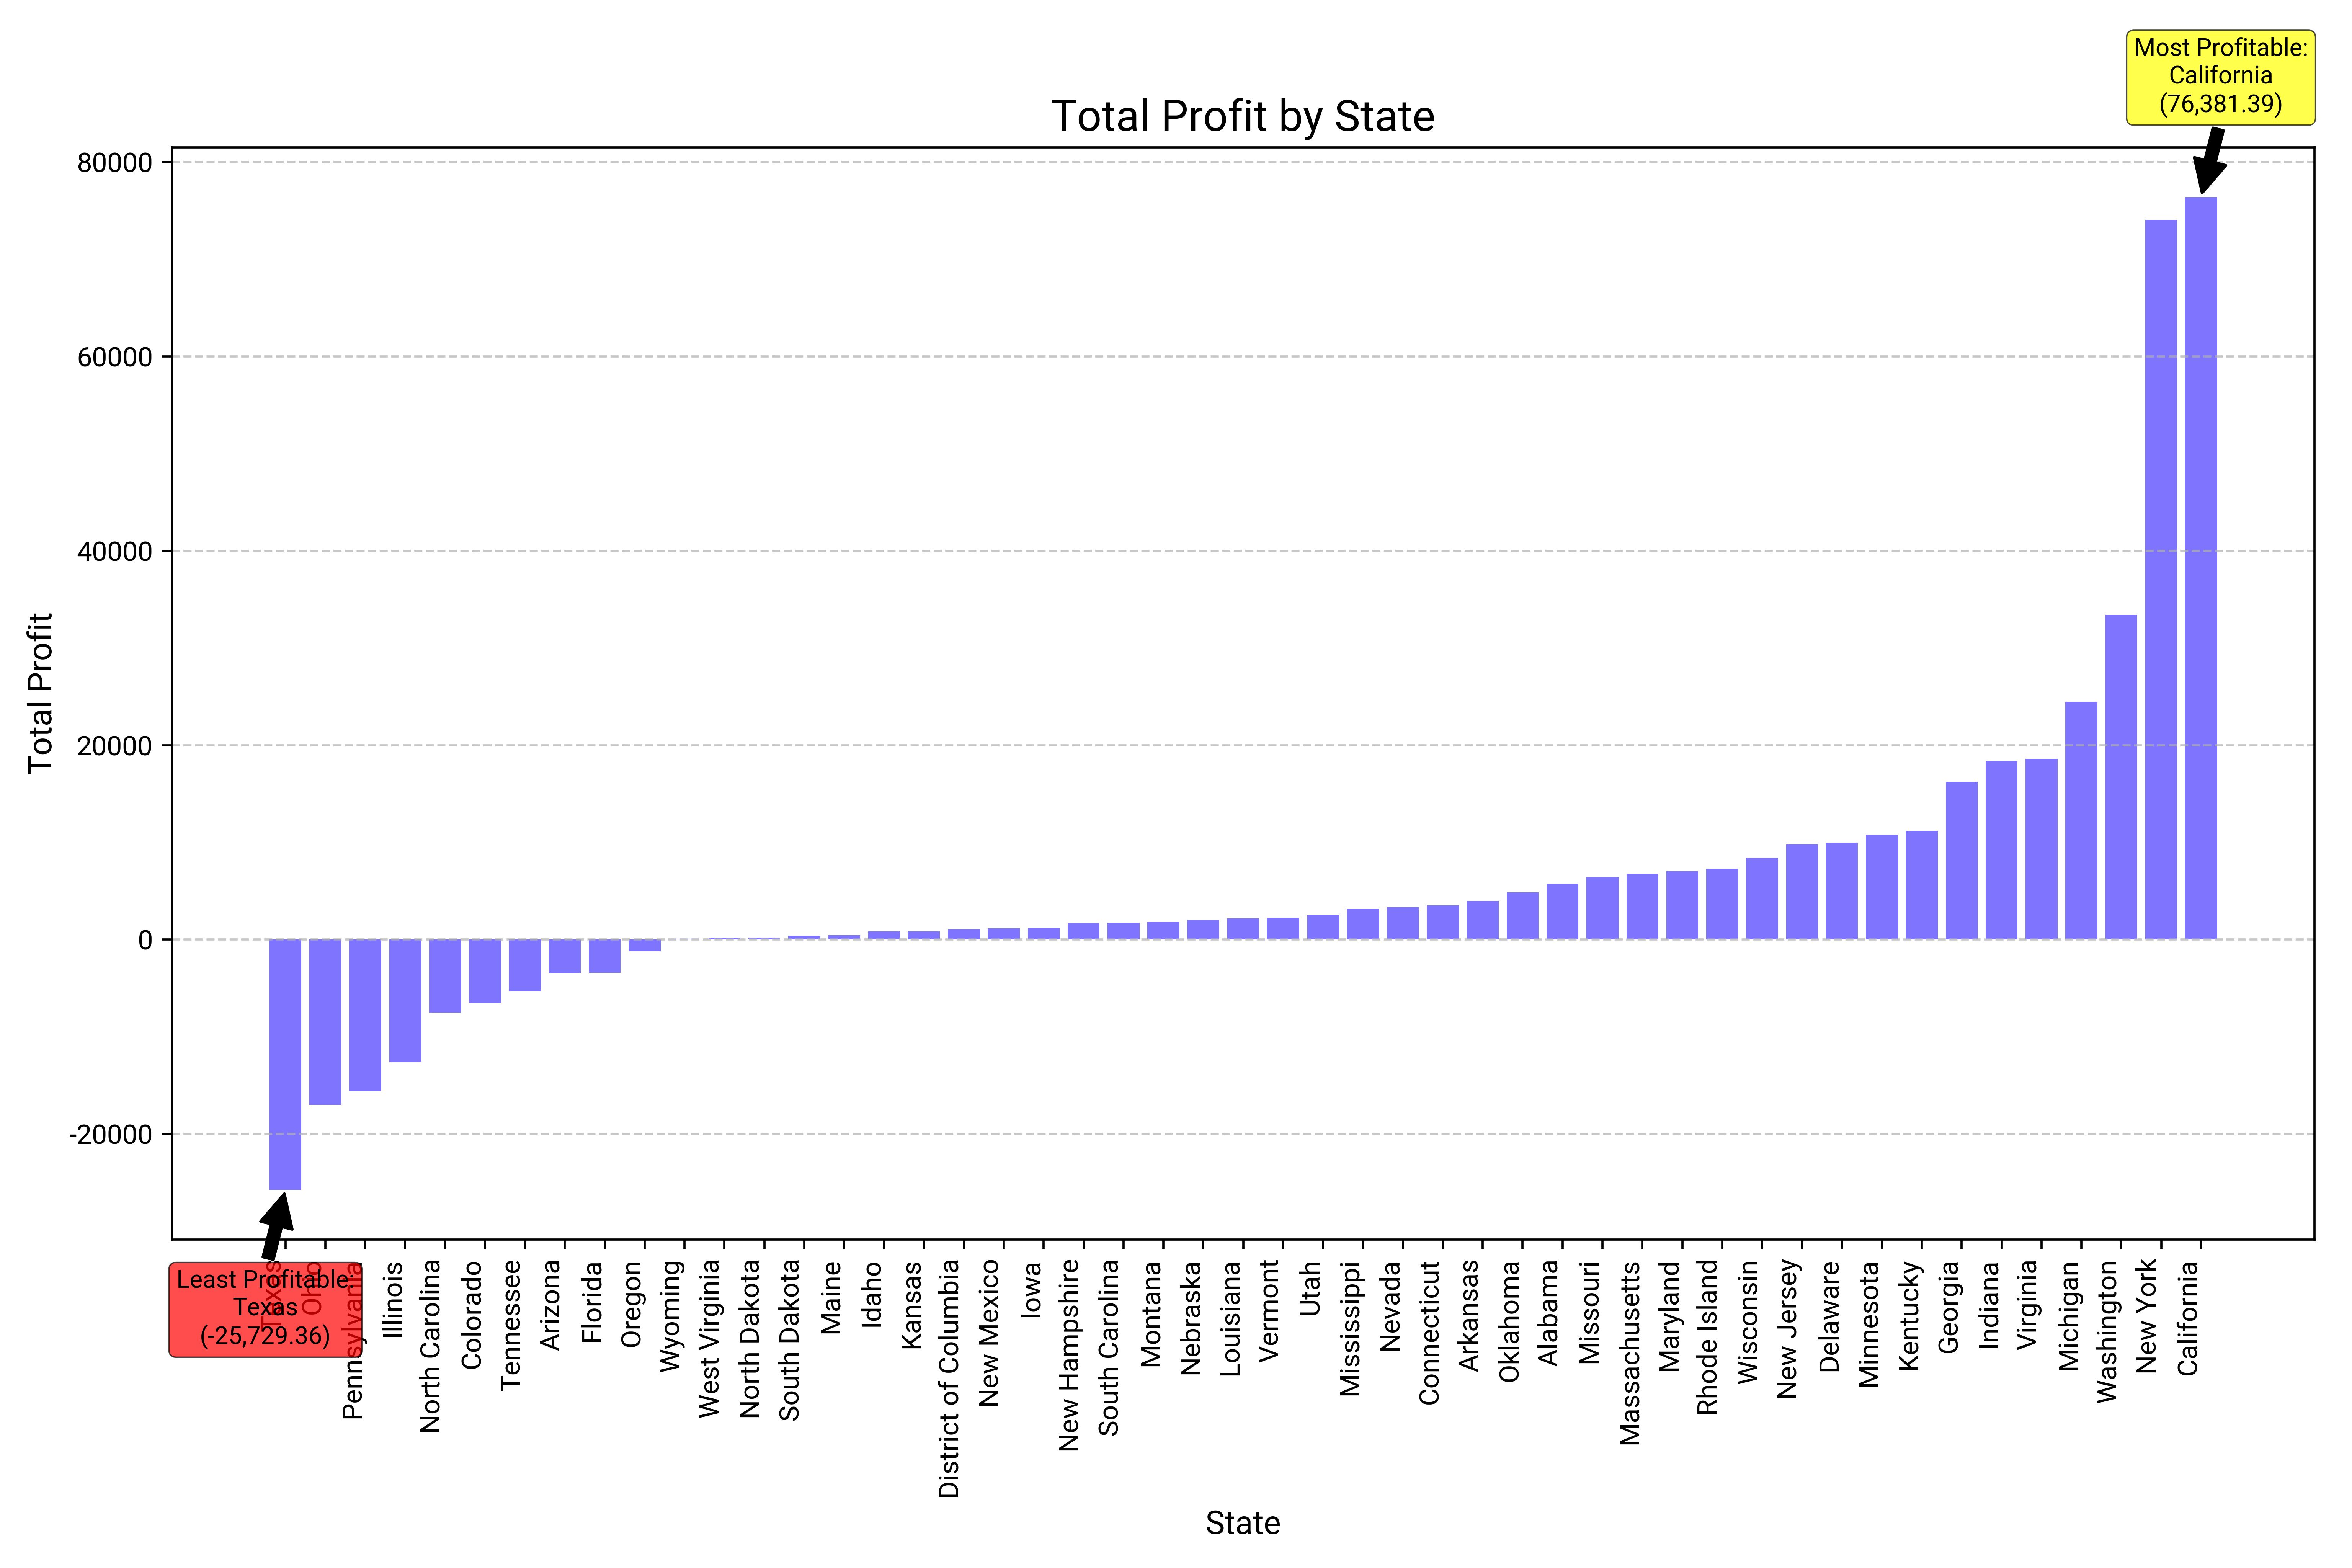 Most Profitable:
California
(76,381.39)
Total Profit by State
Total Profit
80000
60000
40000
20000
0
-20000
Least Profitable:
Texas
(-25,729.36)
Texas
Ohio
Pennsylvania
Illinois
North Carolina
Colorado
Tennessee
Arizona
Florida
Oregon
Wyoming
West Virginia
North Dakota
South Dakota
Maine
Idaho
Kansas
District of Columbia
New Mexico
Iowa
New Hampshire
South Carolina
Montana
Nebraska
Louisiana
Vermont
Utah
Mississippi
Nevada
Connecticut
Arkansas
Oklahoma
Alabama
Missouri
Massachusetts
Maryland
Rhode Island
Wisconsin
New Jersey
Delaware
Minnesota
Kentucky
Georgia
Indiana
Virginia
Michigan
Washington
New York
California
State